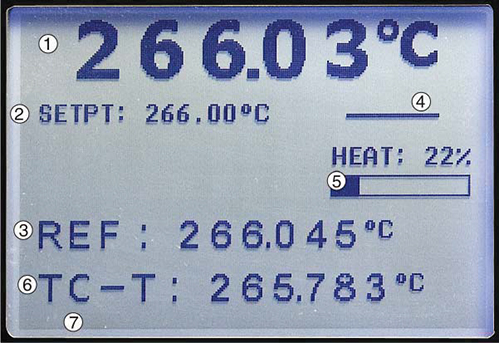 ① 266.03°C
② SETPT: 266.00°C ④
HEAT: 22%
⑤
③ REF: 266.045°C
⑥ TC-T: 265.783°C
⑦